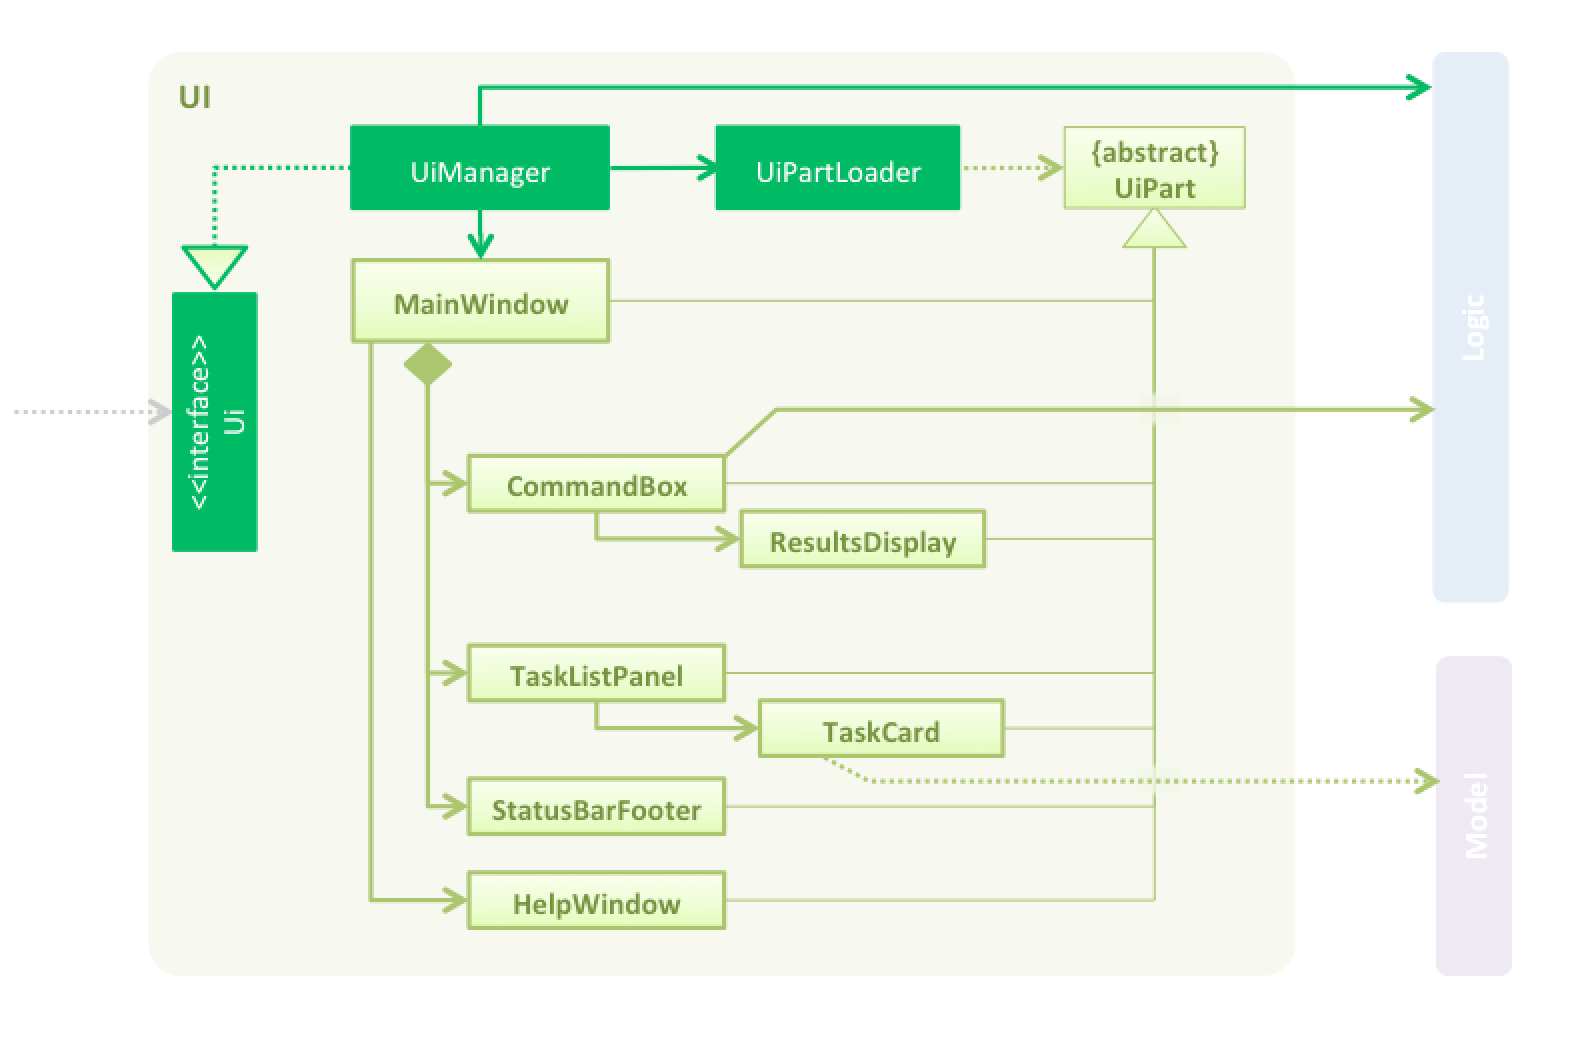 UI
UiManager
UiPartLoader
{abstract}
UiPart
MainWindow
<<interface>>
Ui
Logic
CommandBox
ResultsDisplay
TaskListPanel
TaskCard
StatusBarFooter
HelpWindow
Model